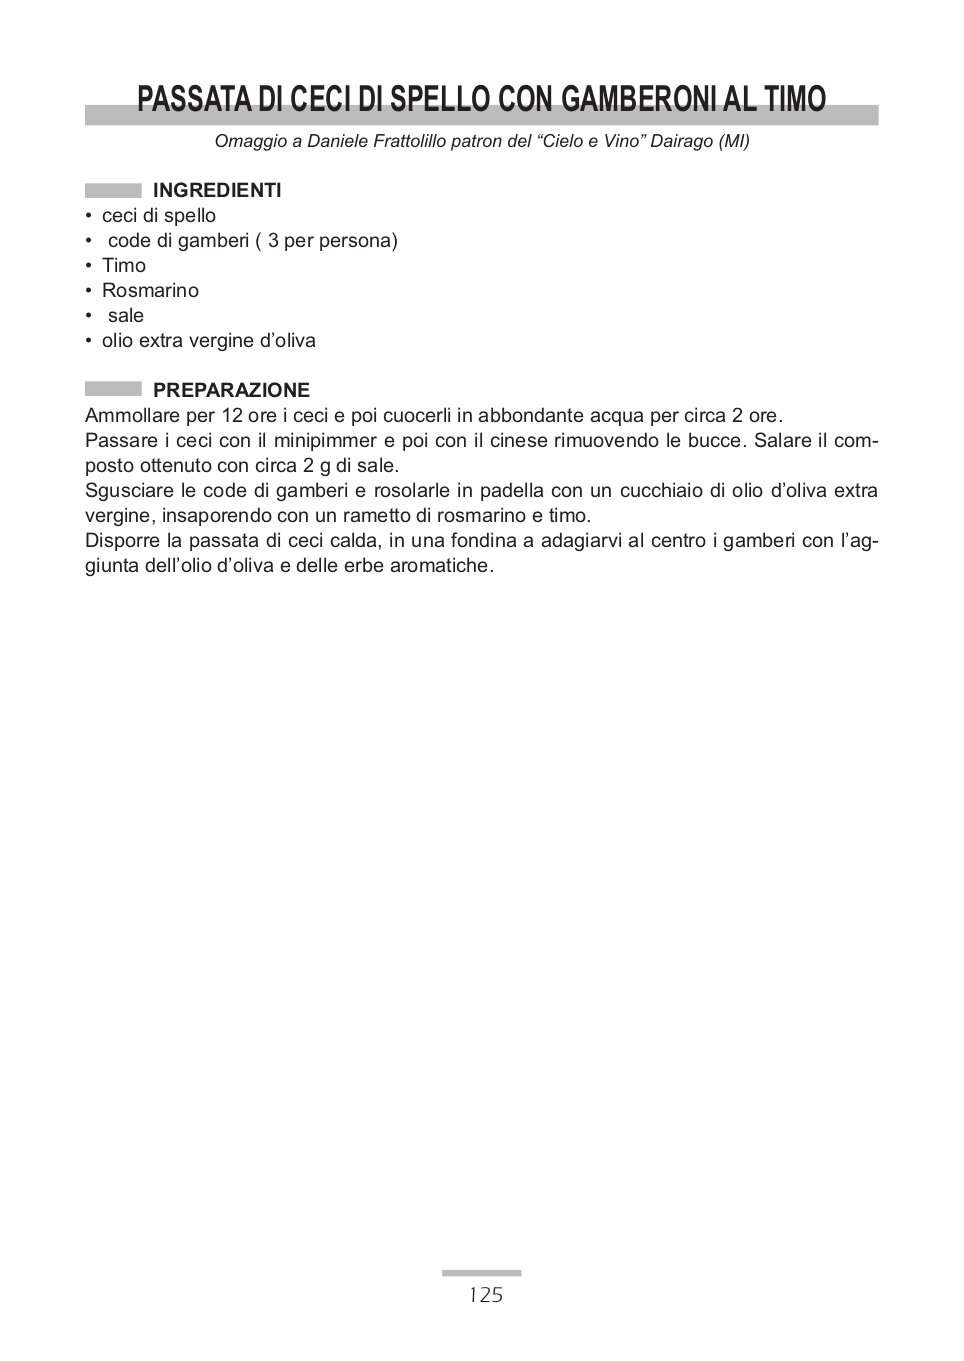 PASSATA DI CECI DI SPELLO CON GAMBERONI AL TIMO
Omaggio a Daniele Frattolillo patron del “Cielo e Vino” Dairago (MI)
INGREDIENTI
• ceci di spello
• code di gamberi ( 3 per persona)
• Timo
• Rosmarino
• sale
• olio extra vergine d’oliva
PREPARAZIONE
Ammollare per 12 ore i ceci e poi cuocerli in abbondante acqua per circa 2 ore.
Passare i ceci con il minipimmer e poi con il cinese rimuovendo le bucce. Salare il com-
posto ottenuto con circa 2 g di sale.
Sgusciare le code di gamberi e rosolarle in padella con un cucchiaio di olio d’oliva extra
vergine, insaporendo con un rametto di rosmarino e timo.
Disporre la passata di ceci calda, in una fondina a adagiarvi al centro i gamberi con l’ag-
giunta dell’olio d’oliva e delle erbe aromatiche.
125